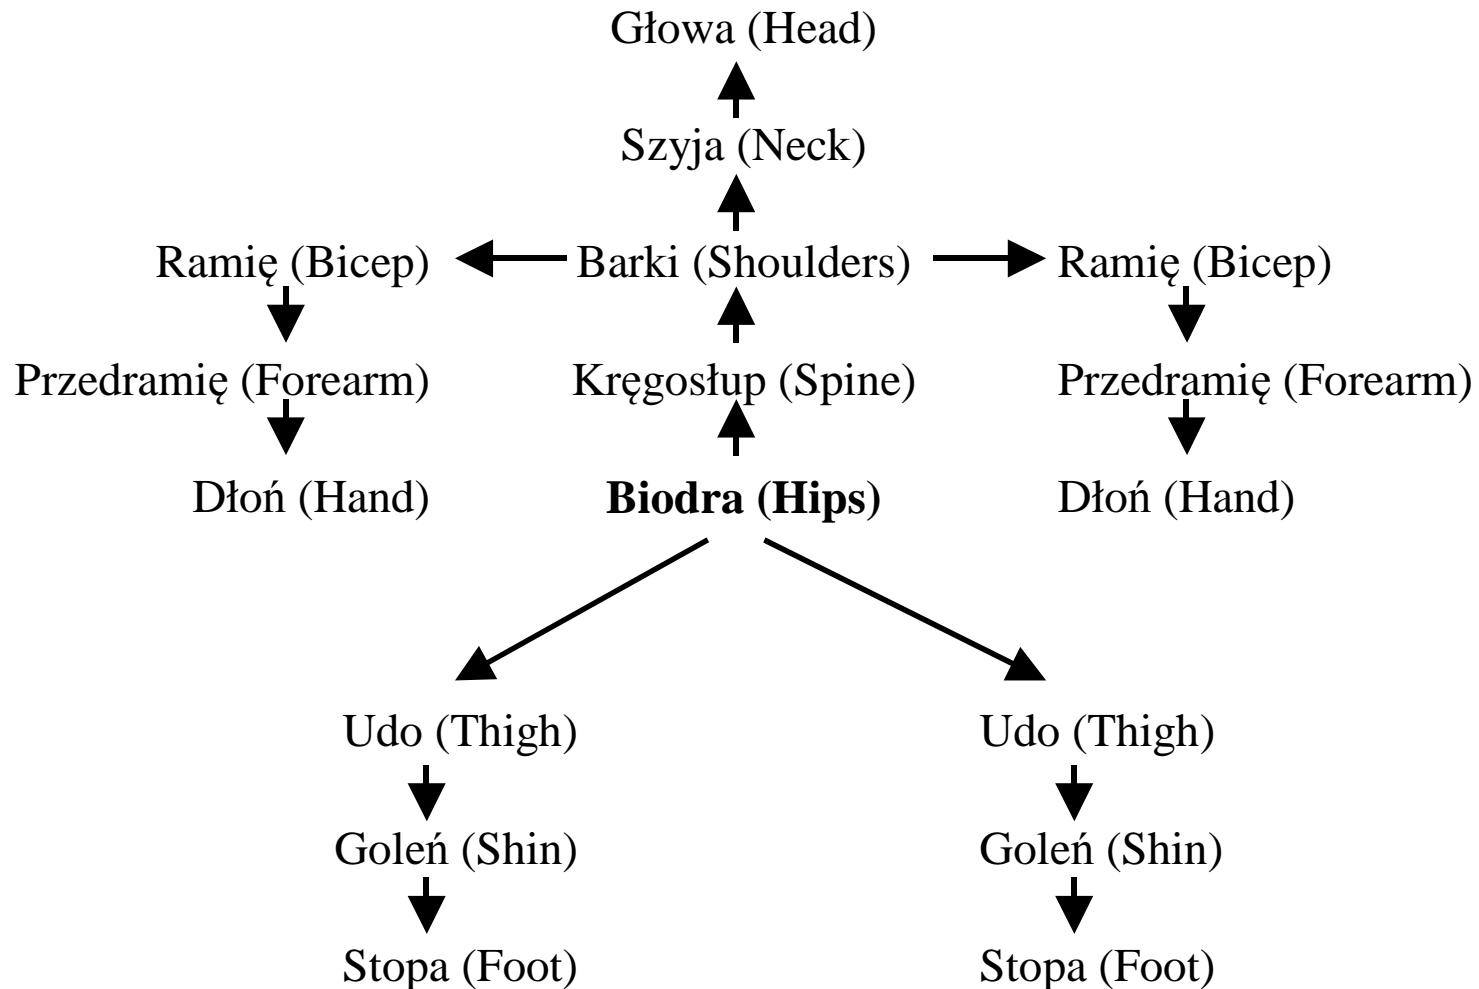 Głowa (Head)
Szyja (Neck)
Ramię (Bicep) Barki (Shoulders) Ramię (Bicep)
Przedramię (Forearm) Kręgosłup (Spine) Przedramię (Forearm)
Dłoń (Hand) Biodra (Hips) Dłoń (Hand)
Udo (Thigh) Udo (Thigh)
Goleń (Shin) Goleń (Shin)
Stopa (Foot) Stopa (Foot)